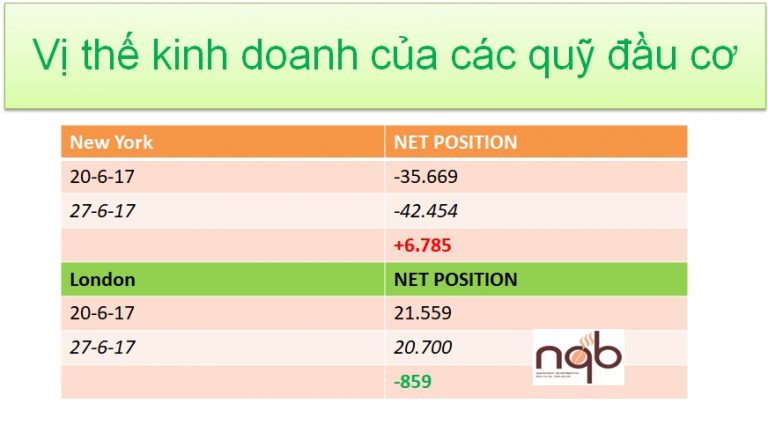 Vị thế kinh doanh của các quỹ đầu cơ
New York NET POSITION
20-6-17 -35.669
27-6-17 -42.454
+6.785
London NET POSITION
20-6-17 21.559
27-6-17 20.700
-859
nqb